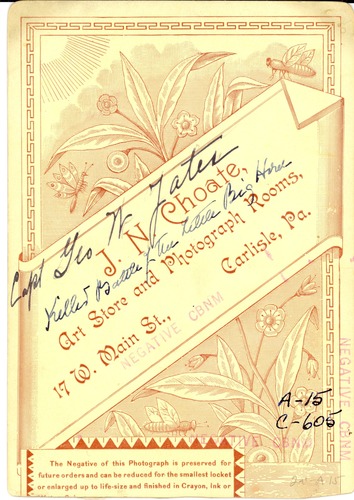 Capt Geo W. Yates
Killed Battle of the Little Big Horn
J. N. Choate,
Art Store and Photograph Rooms,
17 W. Main St.,
Carlisle, Pa.
NEGATIVE CBNM
NEGATIVE CBNM
NEGATIVE CBNM
A-15
C-605
The Negative of this Photograph is preserved for
future orders and can be reduced for the smallest locket
or enlarged up to life-size and finished in Crayon, Ink or